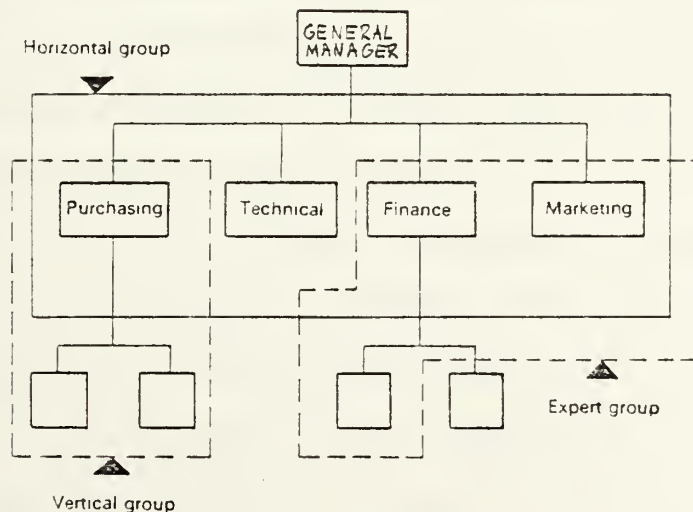 GENERAL
MANAGER
Horizontal group
Purchasing
Technical
Finance
Marketing
Expert group
Vertical group